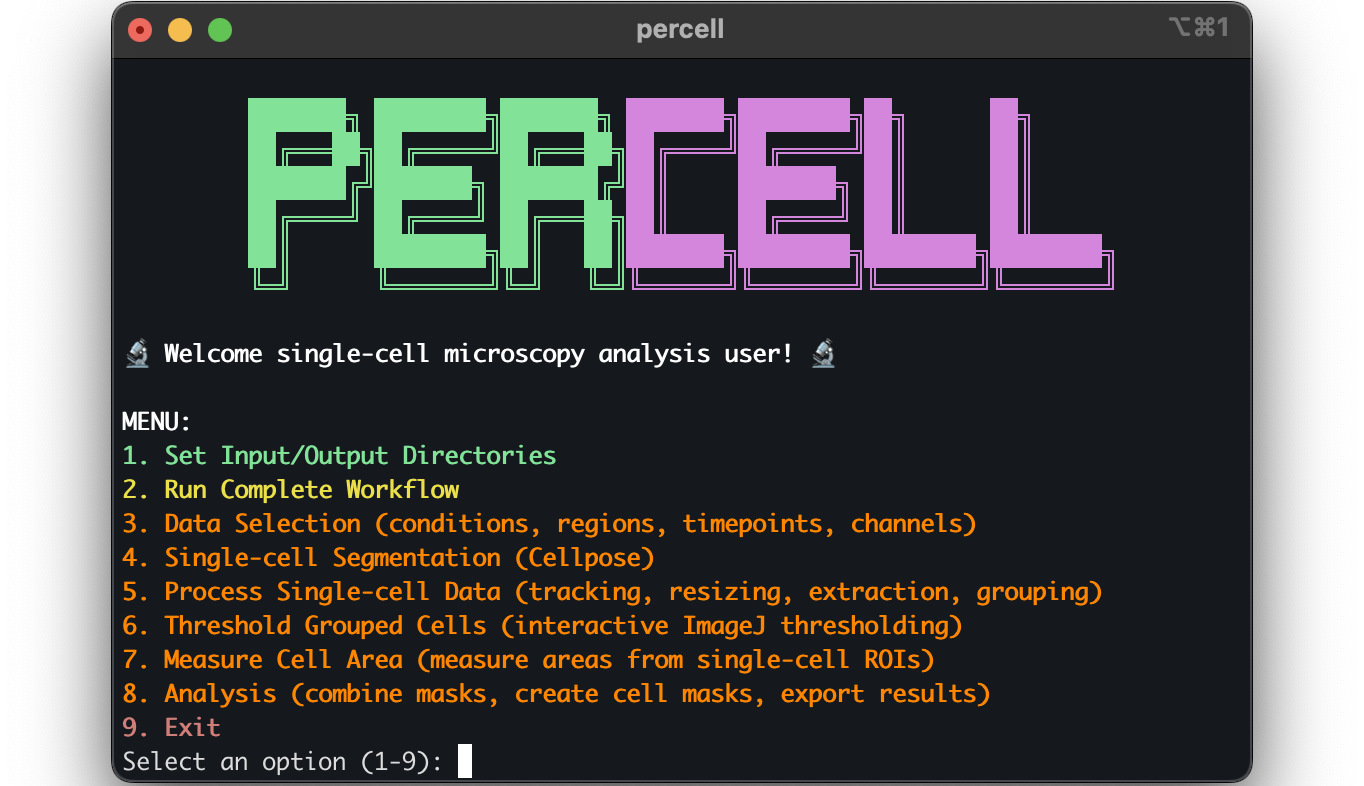 percell
⌥⌘1
PERCELL
🔬 Welcome single-cell microscopy analysis user! 🔬
MENU:
1. Set Input/Output Directories
2. Run Complete Workflow
3. Data Selection (conditions, regions, timepoints, channels)
4. Single-cell Segmentation (Cellpose)
5. Process Single-cell Data (tracking, resizing, extraction, grouping)
6. Threshold Grouped Cells (interactive ImageJ thresholding)
7. Measure Cell Area (measure areas from single-cell ROIs)
8. Analysis (combine masks, create cell masks, export results)
9. Exit
Select an option (1-9):